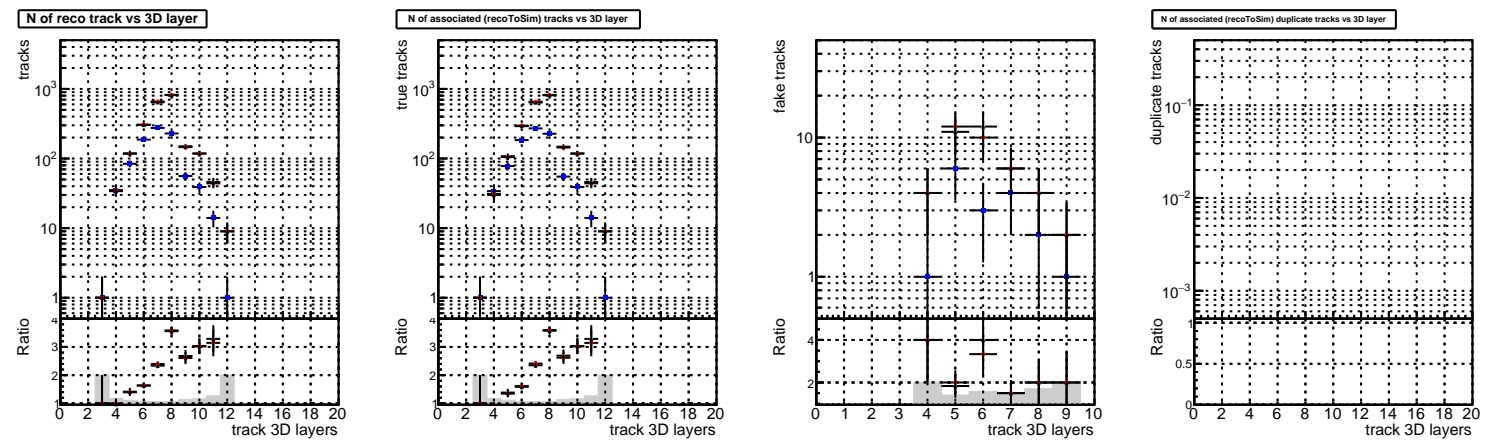 N of reco track vs 3D layer
tracks
10³
10²
10
1
Ratio
4
3
2
1
0 2 4 6 8 10 12 14 16 18 20
track 3D layers
N of associated (recoToSim) tracks vs 3D layer
true tracks
10³
10²
10
1
Ratio
4
3
2
1
0 2 4 6 8 10 12 14 16 18 20
track 3D layers
fake tracks
10
1
Ratio
4
2
0 1 2 3 4 5 6 7 8 9 10
track 3D layers
N of associated (recoToSim) duplicate tracks vs 3D layer
duplicate tracks
10⁻¹
10⁻²
10⁻³
Ratio
1
0.5
0
0 2 4 6 8 10 12 14 16 18 20
track 3D layers